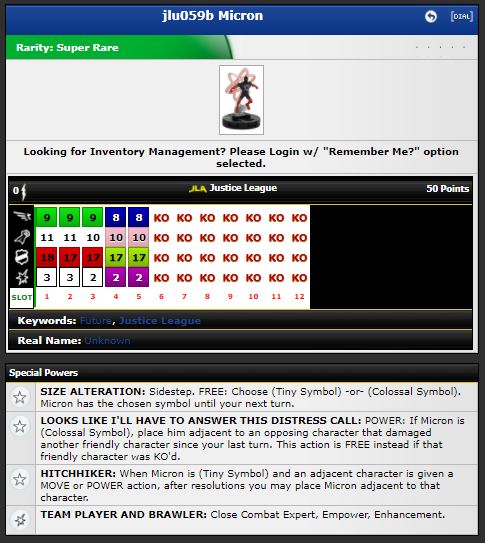 jlu059b Micron
[DIAL]
Rarity: Super Rare
Looking for Inventory Management? Please Login w/ "Remember Me?" option
selected.
0 JLA Justice League 50 Points
9 9 9 8 8 KO KO KO KO KO KO KO
11 11 10 10 10 KO KO KO KO KO KO KO
18 17 17 17 17 KO KO KO KO KO KO KO
3 3 2 2 2 KO KO KO KO KO KO KO
SLOT 1 2 3 4 5 6 7 8 9 10 11 12
Keywords: Future, Justice League
Real Name: Unknown
Special Powers
SIZE ALTERATION: Sidestep. FREE: Choose (Tiny Symbol) -or- (Colossal Symbol).
Micron has the chosen symbol until your next turn.
LOOKS LIKE I'LL HAVE TO ANSWER THIS DISTRESS CALL: POWER: If Micron is
(Colossal Symbol), place him adjacent to an opposing character that damaged
another friendly character since your last turn. This action is FREE instead if that
friendly character was KO'd.
HITCHHIKER: When Micron is (Tiny Symbol) and an adjacent character is given a
MOVE or POWER action, after resolutions you may place Micron adjacent to that
character.
TEAM PLAYER AND BRAWLER: Close Combat Expert, Empower, Enhancement.